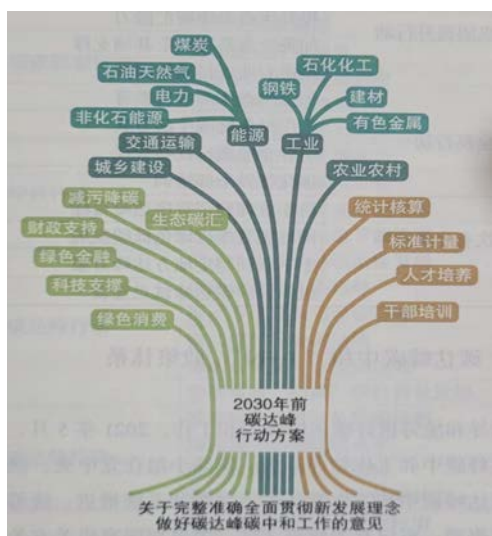 煤炭
石油天然气
电力
非化石能源
能源
交通运输
城乡建设
石化化工
钢铁
建材
有色金属
工业
农业农村
减污降碳
生态碳汇
财政支持
绿色金融
科技支撑
绿色消费
统计核算
标准计量
人才培养
干部培训
2030年前
碳达峰
行动方案
关于完整准确全面贯彻新发展理念
做好碳达峰碳中和工作的意见